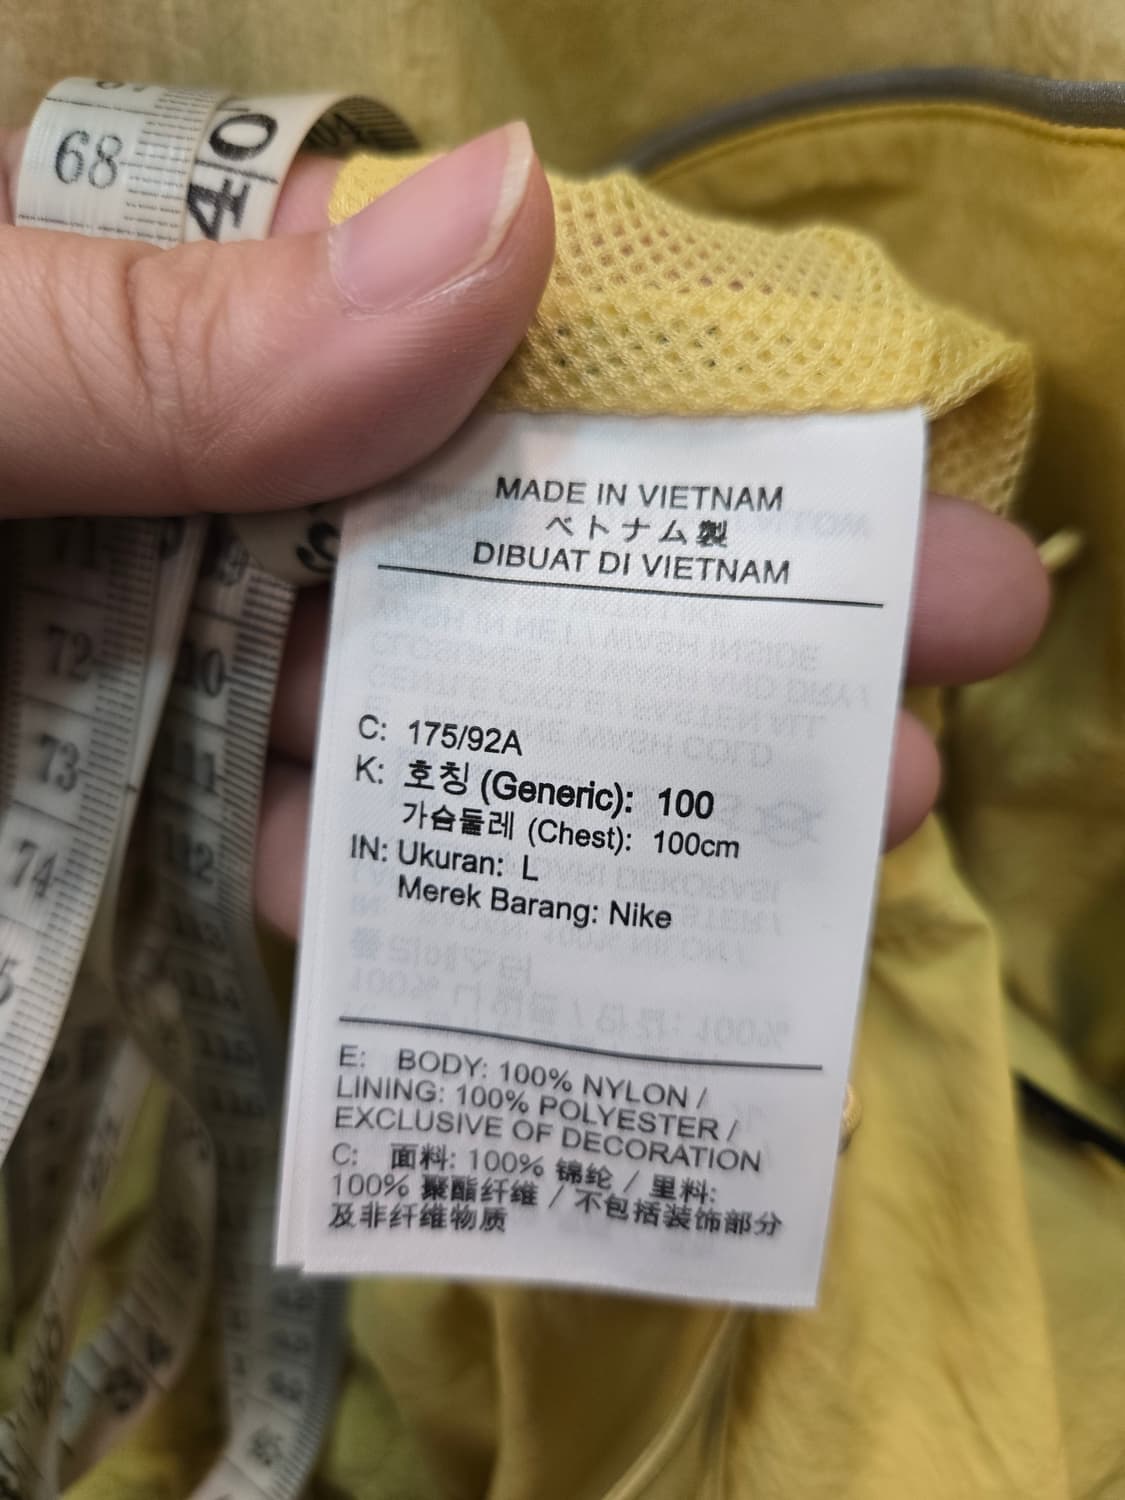 68
40
MADE IN VIETNAM
ベトナム製
DIBUAT DI VIETNAM
C: 175/92A
K: 호칭 (Generic): 100
가슴둘레 (Chest): 100cm
IN: Ukuran: L
Merek Barang: Nike
E: BODY: 100% NYLON /
LINING: 100% POLYESTER /
EXCLUSIVE OF DECORATION
C: 面料: 100% 锦纶 / 里料:
100% 聚酯纤维 / 不包括装饰部分
及非纤维物质
72
73
74